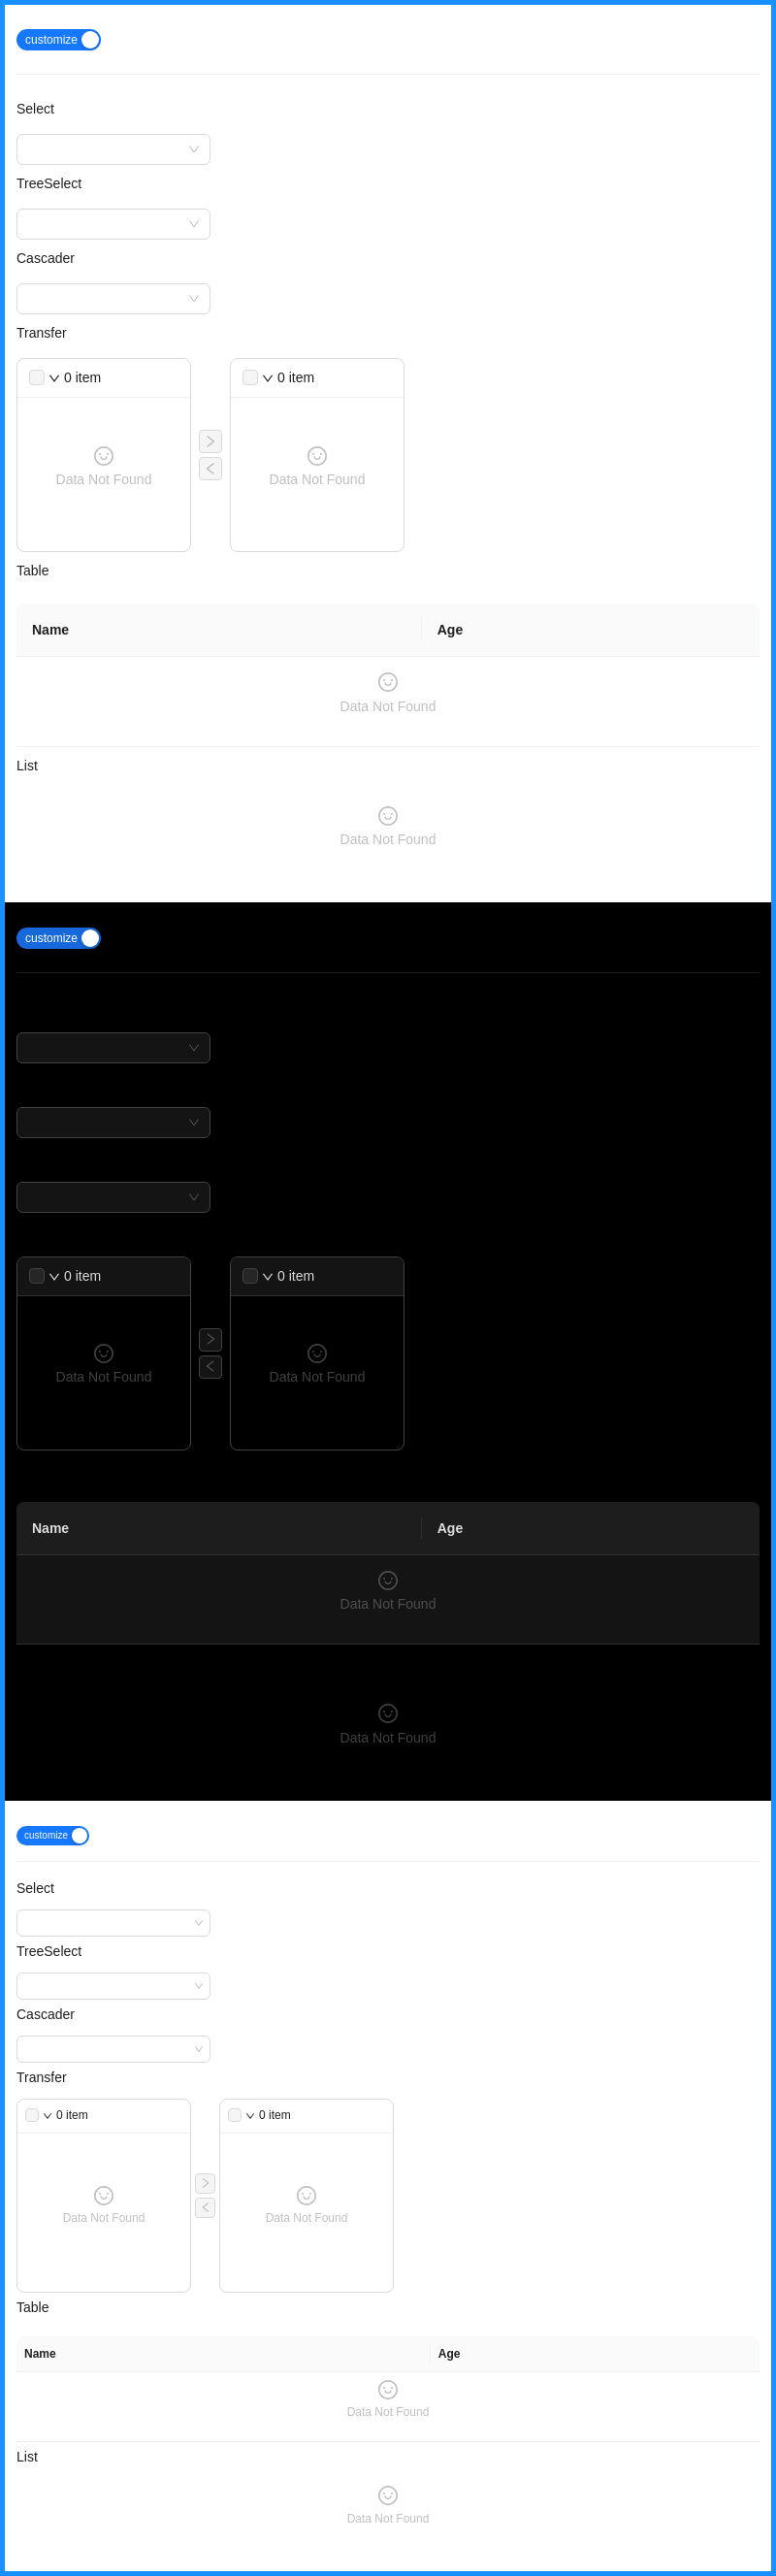 customize
Select
TreeSelect
Cascader
Transfer
0 item 0 item
Data Not Found Data Not Found
Table
Name Age
Data Not Found
List
Data Not Found
customize
0 item 0 item
Data Not Found Data Not Found
Name Age
Data Not Found
Data Not Found
customize
Select
TreeSelect
Cascader
Transfer
0 item 0 item
Data Not Found Data Not Found
Table
Name Age
Data Not Found
List
Data Not Found